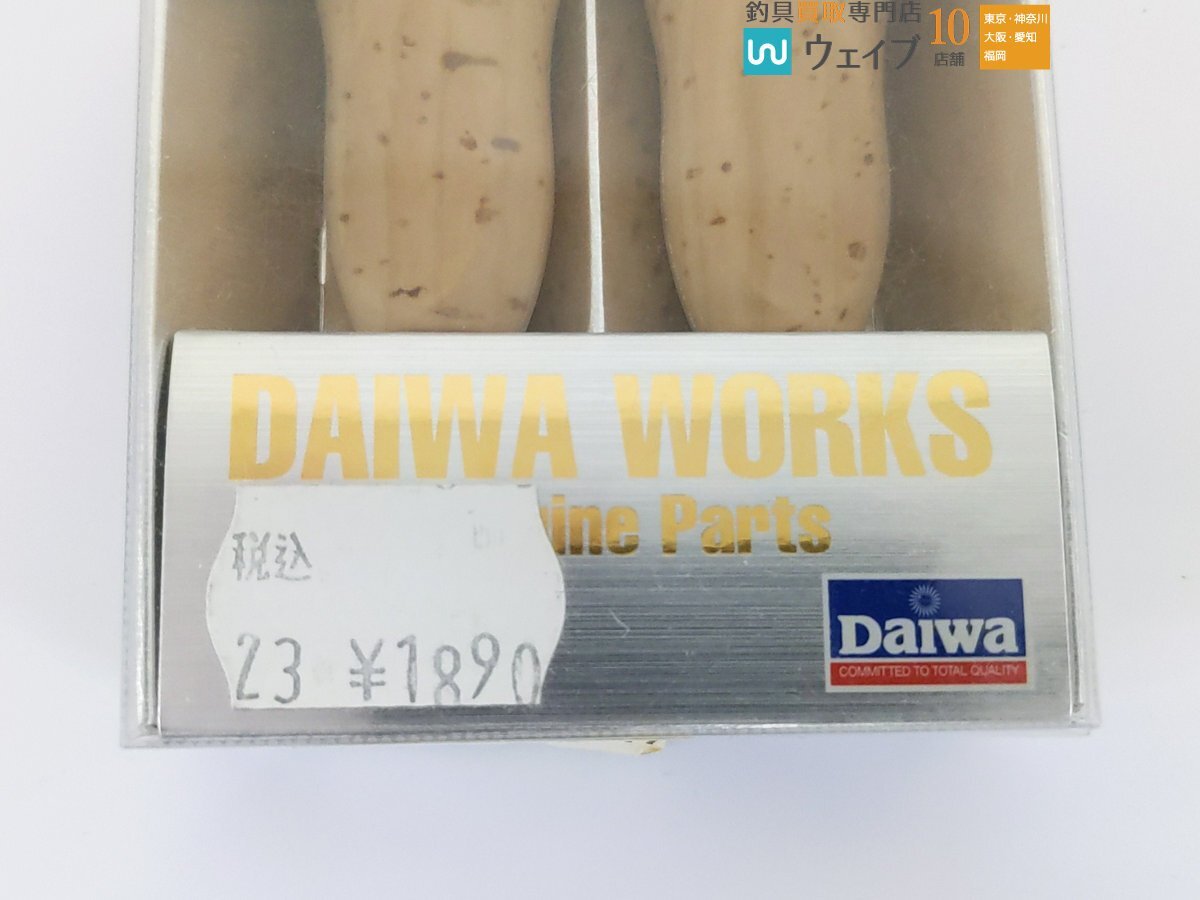 釣具買取専門店
ウェイブ
10
店舗
東京・神奈川
大阪・愛知
福岡
DAIWA WORKS
Parts
税込
23 ¥1890
Daiwa
COMMITTED TO TOTAL QUALITY